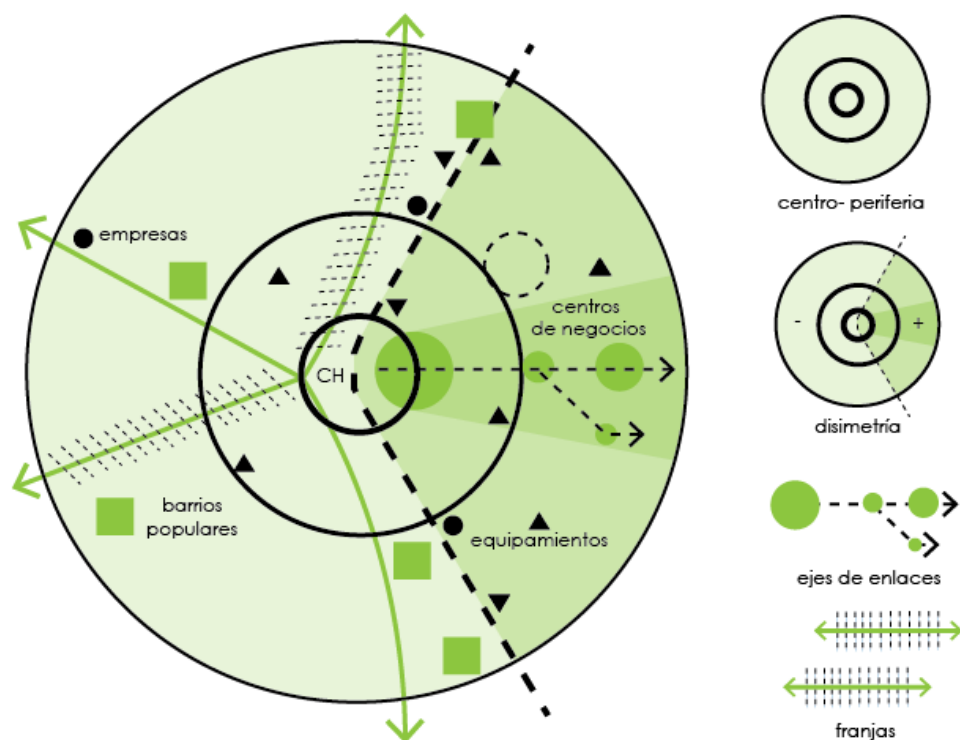 empresas
CH
centros
de negocios
barrios
populares
equipamientos
centro- periferia
-
+
disimetría
ejes de enlaces
franjas